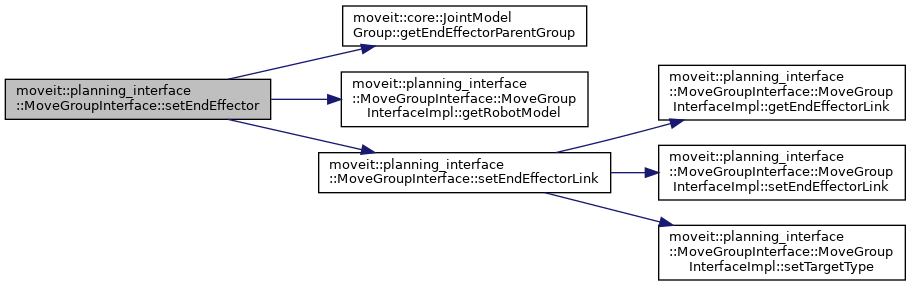 moveit::core::JointModel
Group::getEndEffectorParentGroup
moveit::planning_interface
::MoveGroupInterface::setEndEffector
moveit::planning_interface
::MoveGroupInterface::MoveGroup
InterfaceImpl::getRobotModel
moveit::planning_interface
::MoveGroupInterface::setEndEffectorLink
moveit::planning_interface
::MoveGroupInterface::MoveGroup
InterfaceImpl::getEndEffectorLink
moveit::planning_interface
::MoveGroupInterface::MoveGroup
InterfaceImpl::setEndEffectorLink
moveit::planning_interface
::MoveGroupInterface::MoveGroup
InterfaceImpl::setTargetType